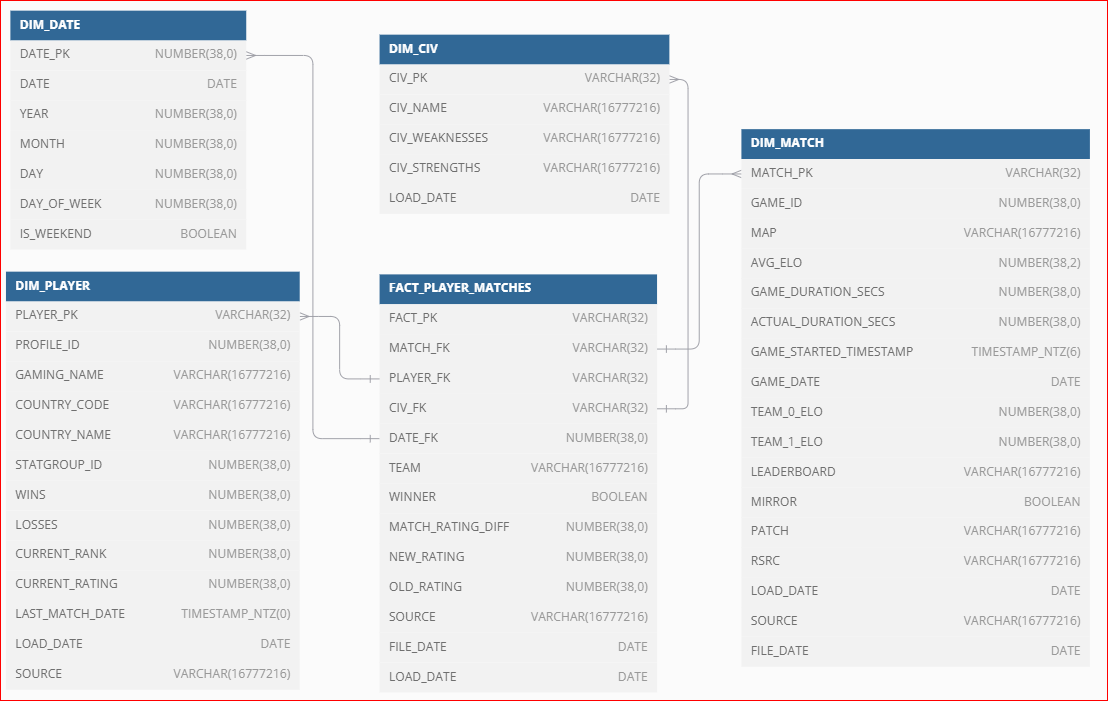 DIM_DATE
DATE_PK NUMBER(38,0)
DATE DATE
YEAR NUMBER(38,0)
MONTH NUMBER(38,0)
DAY NUMBER(38,0)
DAY_OF_WEEK NUMBER(38,0)
IS_WEEKEND BOOLEAN
DIM_CIV
CIV_PK VARCHAR(32)
CIV_NAME VARCHAR(16777216)
CIV_WEAKNESSES VARCHAR(16777216)
CIV_STRENGTHS VARCHAR(16777216)
LOAD_DATE DATE
DIM_PLAYER
PLAYER_PK VARCHAR(32)
PROFILE_ID NUMBER(38,0)
GAMING_NAME VARCHAR(16777216)
COUNTRY_CODE VARCHAR(16777216)
COUNTRY_NAME VARCHAR(16777216)
STATGROUP_ID NUMBER(38,0)
WINS NUMBER(38,0)
LOSSES NUMBER(38,0)
CURRENT_RANK NUMBER(38,0)
CURRENT_RATING NUMBER(38,0)
LAST_MATCH_DATE TIMESTAMP_NTZ(0)
LOAD_DATE DATE
SOURCE VARCHAR(16777216)
FACT_PLAYER_MATCHES
FACT_PK VARCHAR(32)
MATCH_FK VARCHAR(32)
PLAYER_FK VARCHAR(32)
CIV_FK VARCHAR(32)
DATE_FK NUMBER(38,0)
TEAM VARCHAR(16777216)
WINNER BOOLEAN
MATCH_RATING_DIFF NUMBER(38,0)
NEW_RATING NUMBER(38,0)
OLD_RATING NUMBER(38,0)
SOURCE VARCHAR(16777216)
FILE_DATE DATE
LOAD_DATE DATE
DIM_MATCH
MATCH_PK VARCHAR(32)
GAME_ID NUMBER(38,0)
MAP VARCHAR(16777216)
AVG_ELO NUMBER(38,2)
GAME_DURATION_SECS NUMBER(38,0)
ACTUAL_DURATION_SECS NUMBER(38,0)
GAME_STARTED_TIMESTAMP TIMESTAMP_NTZ(6)
GAME_DATE DATE
TEAM_0_ELO NUMBER(38,0)
TEAM_1_ELO NUMBER(38,0)
LEADERBOARD VARCHAR(16777216)
MIRROR BOOLEAN
PATCH VARCHAR(16777216)
RSRC VARCHAR(16777216)
LOAD_DATE DATE
SOURCE VARCHAR(16777216)
FILE_DATE DATE